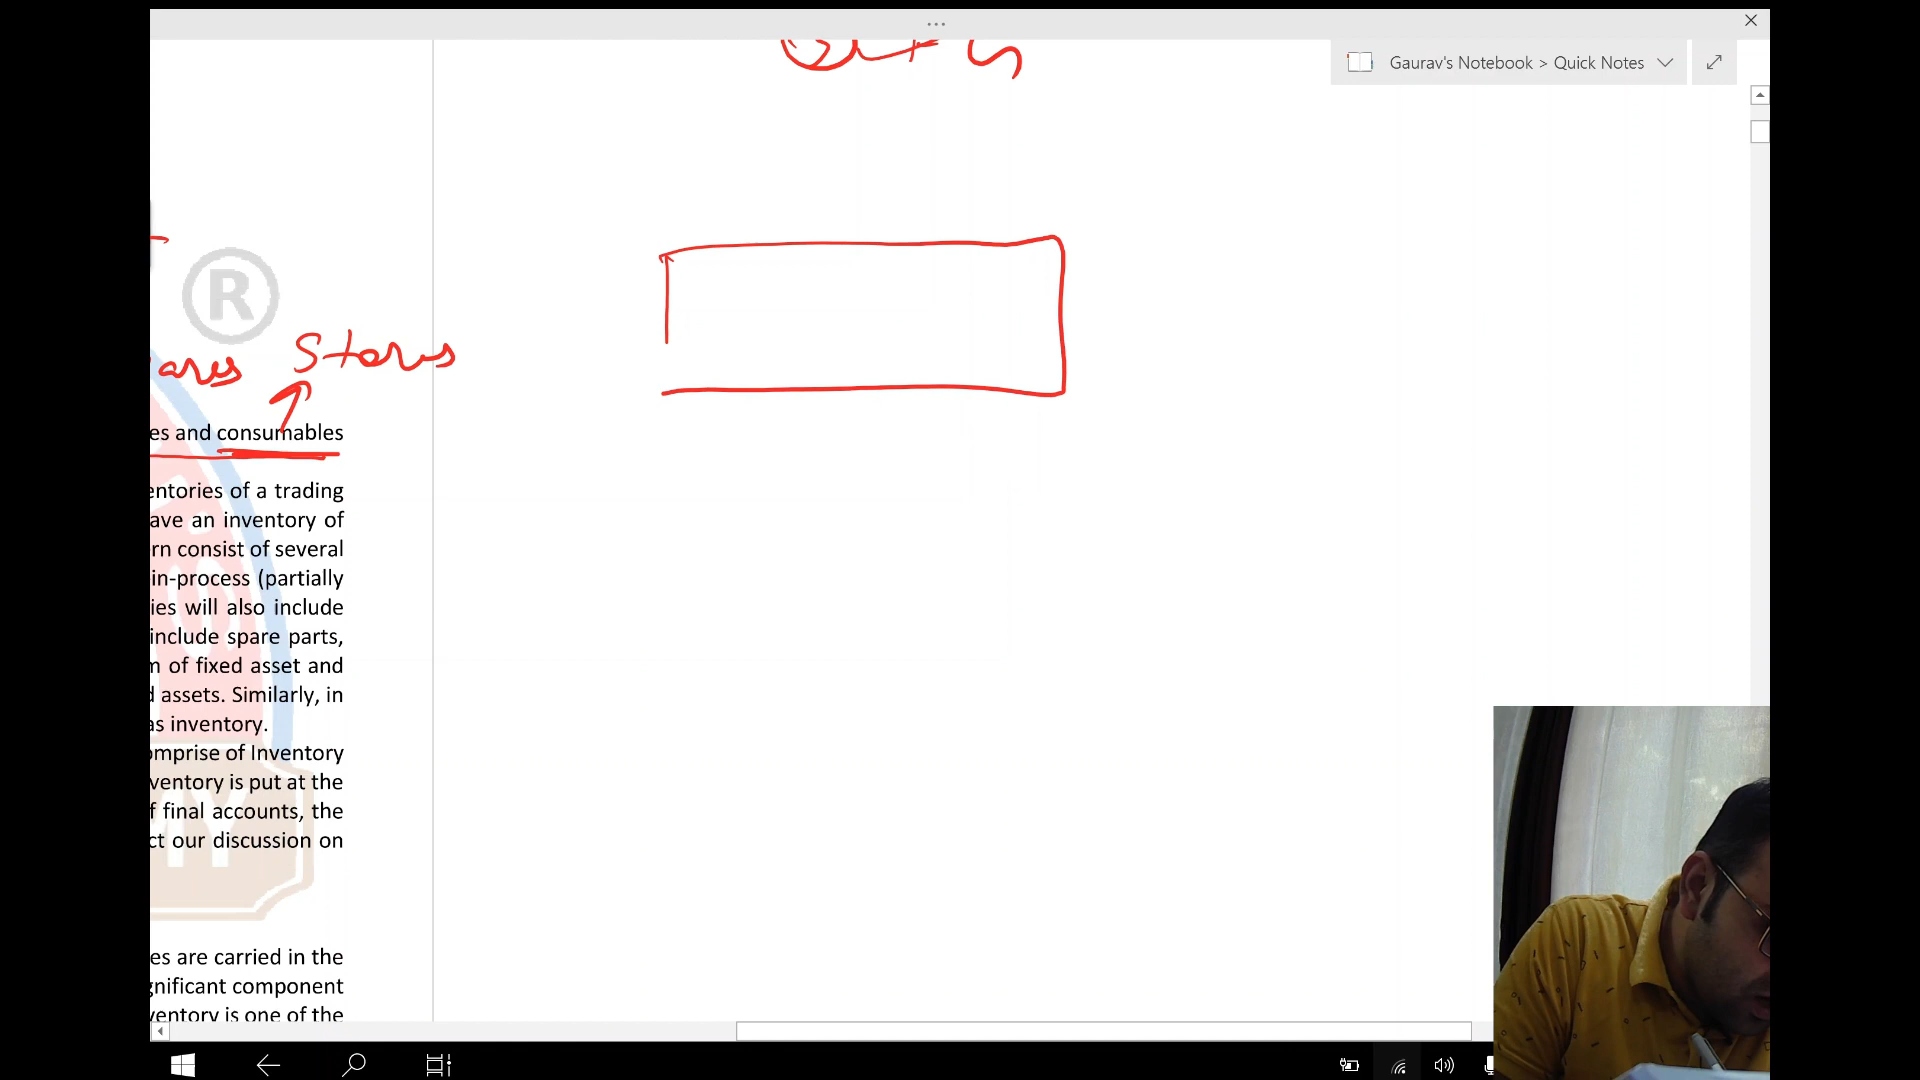 Gaurav's Notebook > Quick Notes
®
ares Stores
es and consumables
entories of a trading
ave an inventory of
rn consist of several
in-process (partially
ies will also include
include spare parts,
n of fixed asset and
d assets. Similarly, in
as inventory.
omprise of Inventory
ventory is put at the
f final accounts, the
ct our discussion on
MY
es are carried in the
gnificant component
ventory is one of the